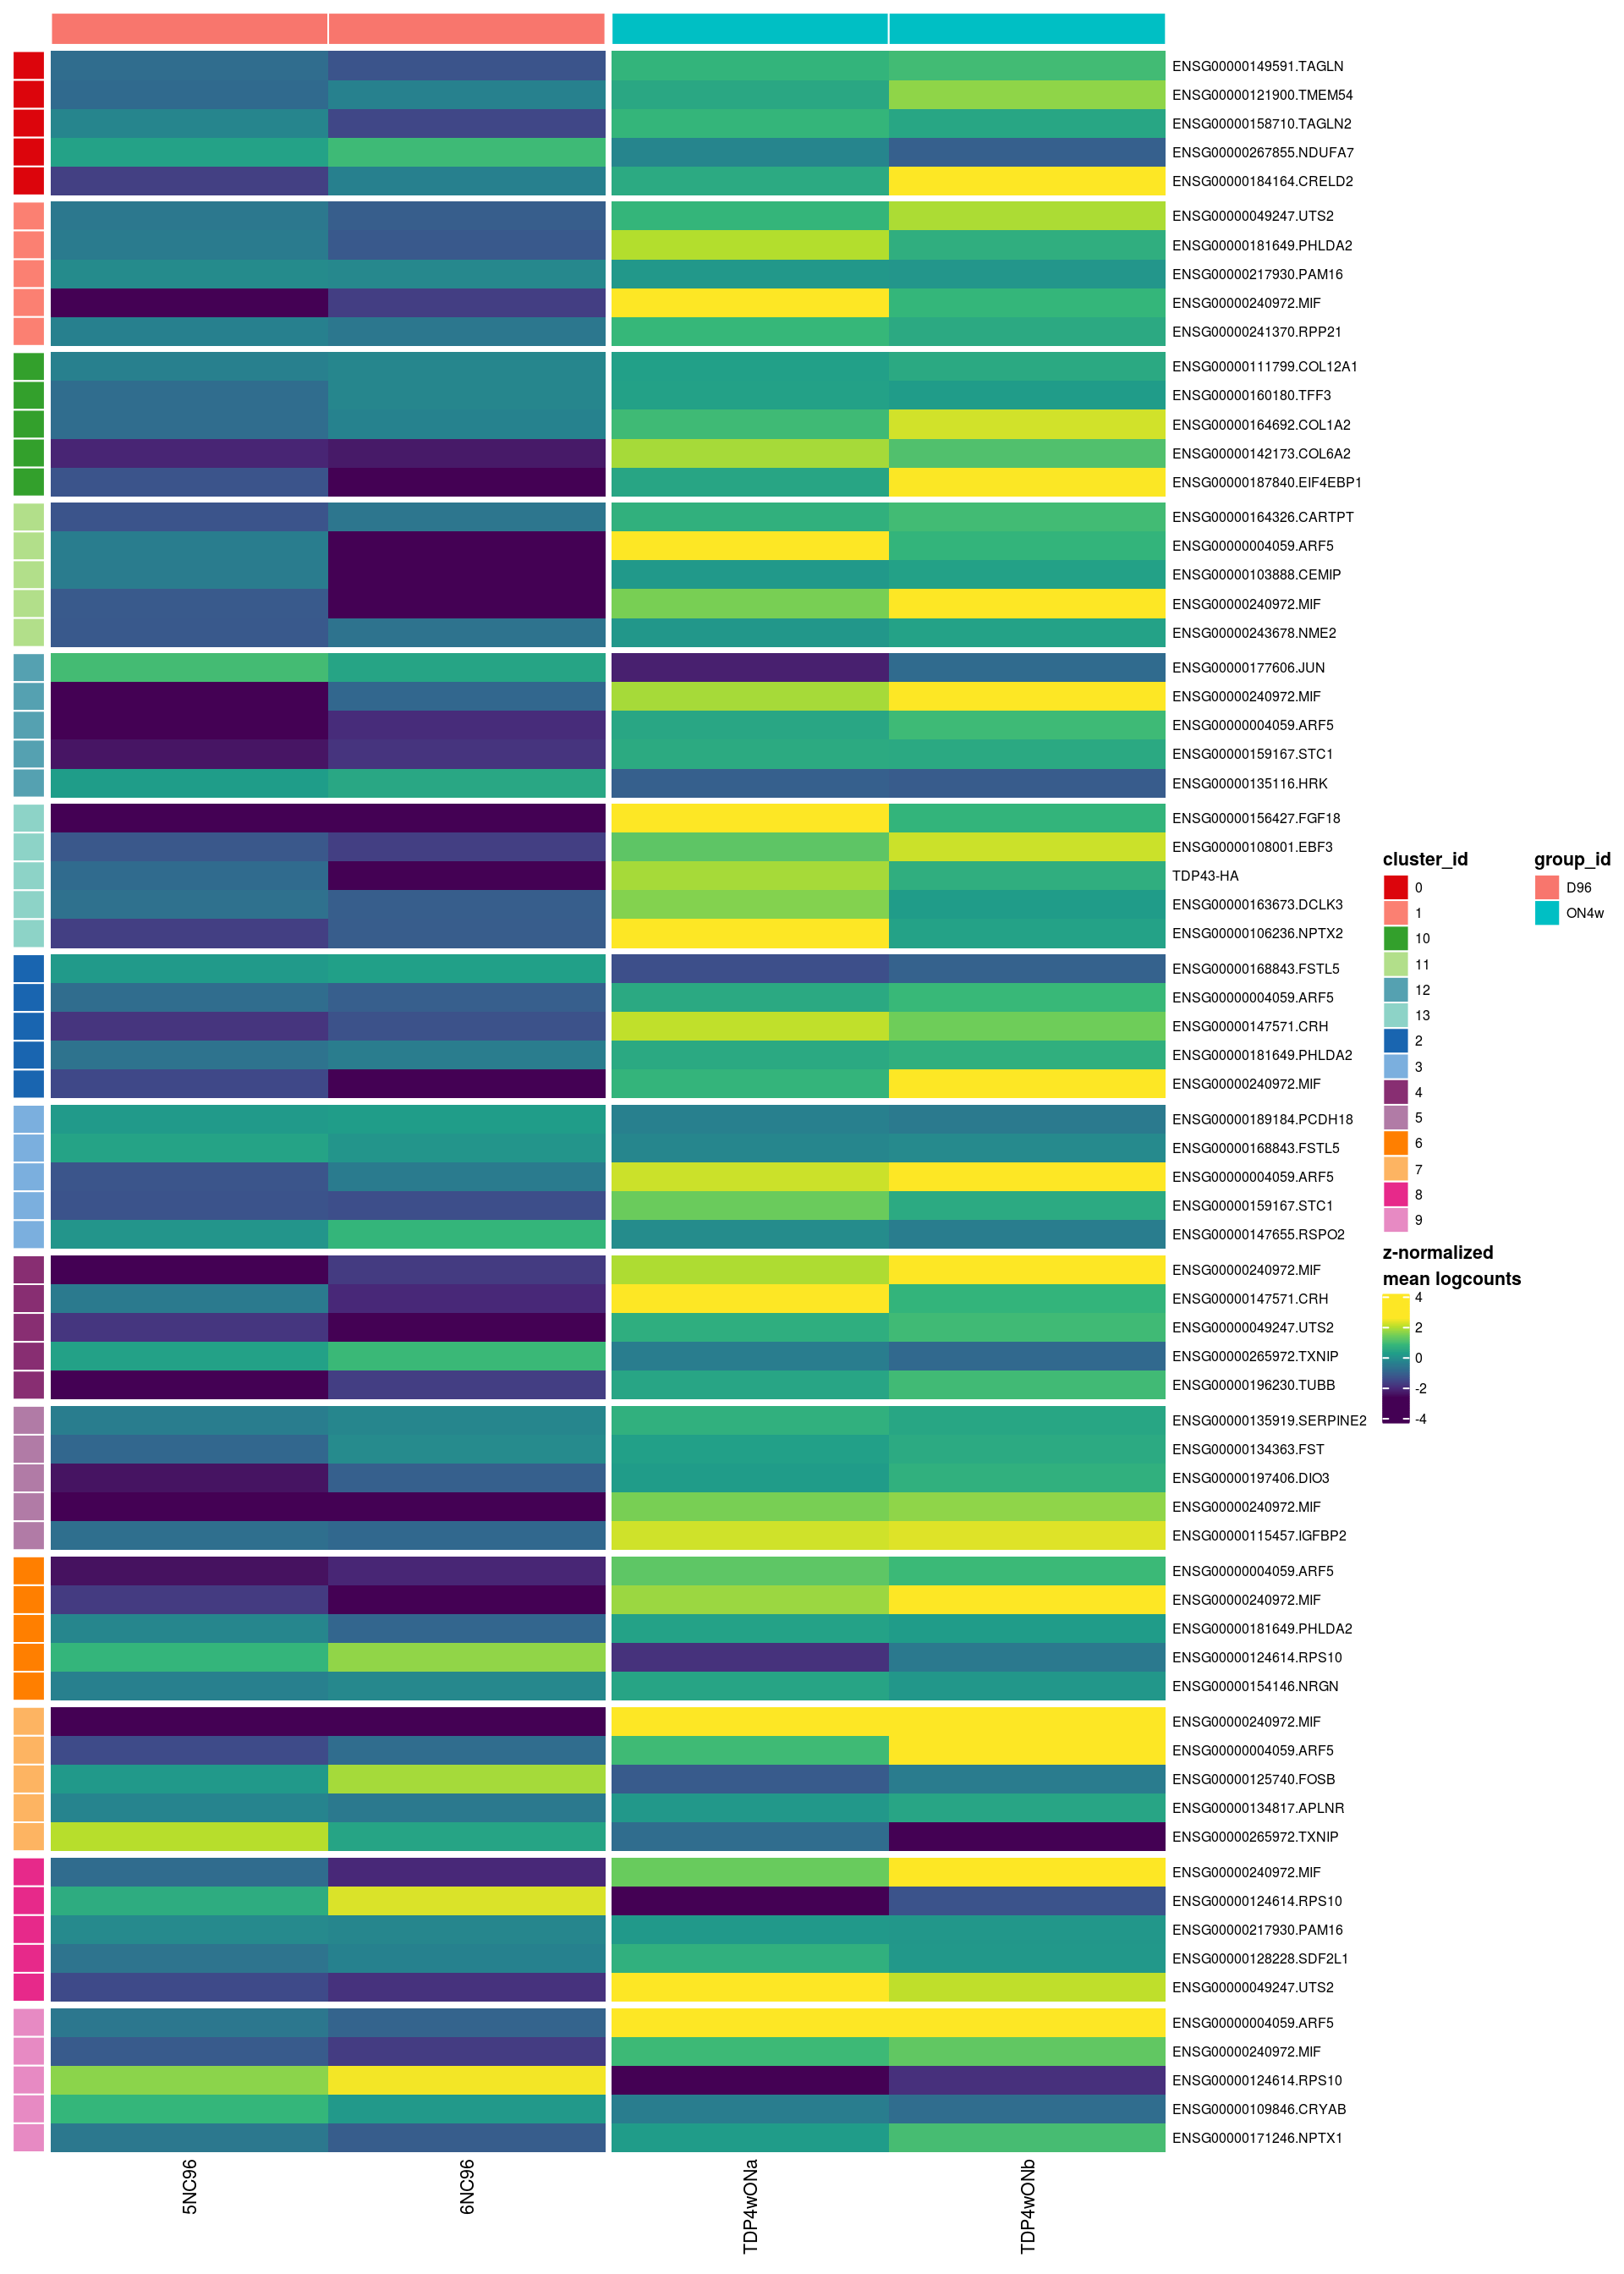 ENSG00000149591.TAGLN
ENSG00000121900.TMEM54
ENSG00000158710.TAGLN2
ENSG00000267855.NDUFA7
ENSG00000184164.CRELD2
ENSG00000049247.UTS2
ENSG00000181649.PHLDA2
ENSG00000217930.PAM16
ENSG00000240972.MIF
ENSG00000241370.RPP21
ENSG00000111799.COL12A1
ENSG00000160180.TFF3
ENSG00000164692.COL1A2
ENSG00000142173.COL6A2
ENSG00000187840.EIF4EBP1
ENSG00000164326.CARTPT
ENSG00000004059.ARF5
ENSG00000103888.CEMIP
ENSG00000240972.MIF
ENSG00000243678.NME2
ENSG00000177606.JUN
ENSG00000240972.MIF
ENSG00000004059.ARF5
ENSG00000159167.STC1
ENSG00000135116.HRK
ENSG00000156427.FGF18
ENSG00000108001.EBF3
TDP43-HA
ENSG00000163673.DCLK3
ENSG00000106236.NPTX2
ENSG00000168843.FSTL5
ENSG00000004059.ARF5
ENSG00000147571.CRH
ENSG00000181649.PHLDA2
ENSG00000240972.MIF
ENSG00000189184.PCDH18
ENSG00000168843.FSTL5
ENSG00000004059.ARF5
ENSG00000159167.STC1
ENSG00000147655.RSPO2
ENSG00000240972.MIF
ENSG00000147571.CRH
ENSG00000049247.UTS2
ENSG00000265972.TXNIP
ENSG00000196230.TUBB
ENSG00000135919.SERPINE2
ENSG00000134363.FST
ENSG00000197406.DIO3
ENSG00000240972.MIF
ENSG00000115457.IGFBP2
ENSG00000004059.ARF5
ENSG00000240972.MIF
ENSG00000181649.PHLDA2
ENSG00000124614.RPS10
ENSG00000154146.NRGN
ENSG00000240972.MIF
ENSG00000004059.ARF5
ENSG00000125740.FOSB
ENSG00000134817.APLNR
ENSG00000265972.TXNIP
ENSG00000240972.MIF
ENSG00000124614.RPS10
ENSG00000217930.PAM16
ENSG00000128228.SDF2L1
ENSG00000049247.UTS2
ENSG00000004059.ARF5
ENSG00000240972.MIF
ENSG00000124614.RPS10
ENSG00000109846.CRYAB
ENSG00000171246.NPTX1
5NC96
6NC96
TDP4wONa
TDP4wONb
cluster_id
0
1
10
11
12
13
2
3
4
5
6
7
8
9
z-normalized
mean logcounts
4
2
0
-2
-4
group_id
D96
ON4w